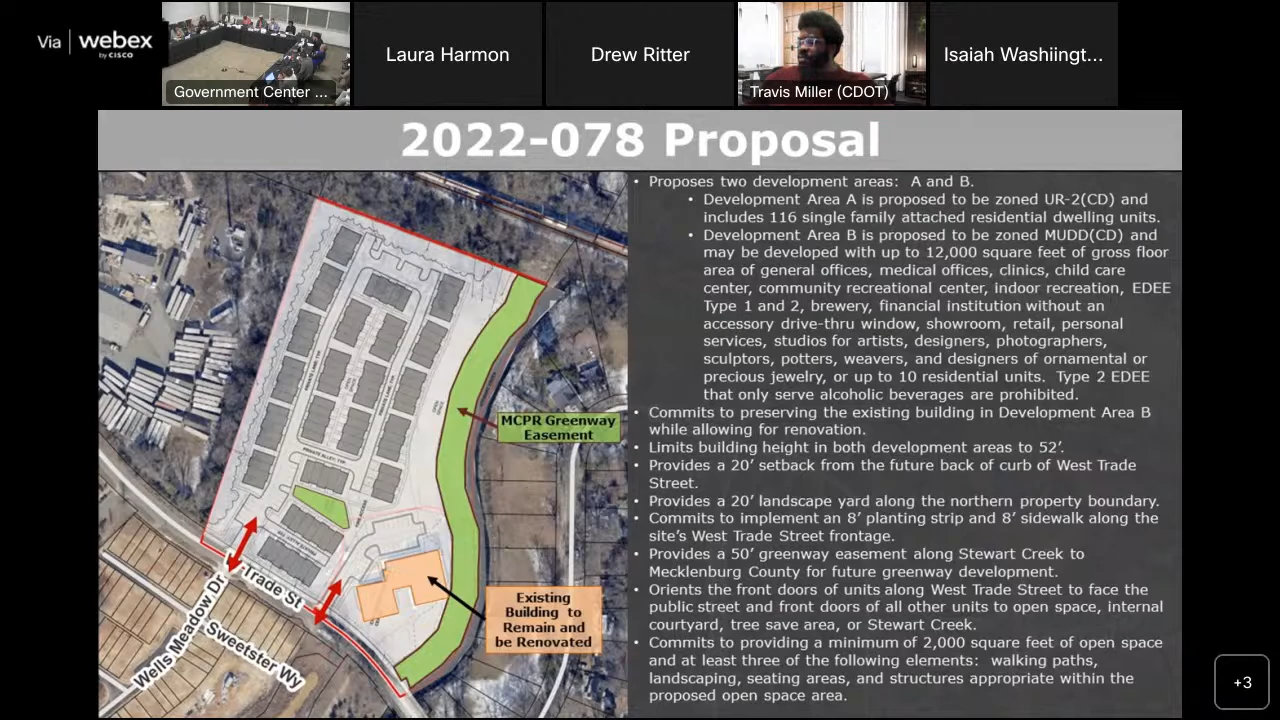 Via | webex
by CISCO
Government Center ...
Laura Harmon
Drew Ritter
Travis Miller (CDOT)
Isaiah Washiingt...
2022-078 Proposal
• Proposes two development areas: A and B.
• Development Area A is proposed to be zoned UR-2(CD) and
includes 116 single family attached residential dwelling units.
• Development Area B is proposed to be zoned MUDD(CD) and
may be developed with up to 12,000 square feet of gross floor
area of general offices, medical offices, clinics, child care
center, community recreational center, indoor recreation, EDEE
Type 1 and 2, brewery, financial institution without an
accessory drive-thru window, showroom, retail, personal
services, studios for artists, designers, photographers,
sculptors, potters, weavers, and designers of ornamental or
precious jewelry, or up to 10 residential units. Type 2 EDEE
that only serve alcoholic beverages are prohibited.
• Commits to preserving the existing building in Development Area B
while allowing for renovation.
• Limits building height in both development areas to 52’.
• Provides a 20’ setback from the future back of curb of West Trade
Street.
• Provides a 20’ landscape yard along the northern property boundary.
• Commits to implement an 8’ planting strip and 8’ sidewalk along the
site’s West Trade Street frontage.
• Provides a 50’ greenway easement along Stewart Creek to
Mecklenburg County for future greenway development.
• Orients the front doors of units along West Trade Street to face the
public street and front doors of all other units to open space, internal
courtyard, tree save area, or Stewart Creek.
• Commits to providing a minimum of 2,000 square feet of open space
and at least three of the following elements: walking paths,
landscaping, seating areas, and structures appropriate within the
proposed open space area.
MCPR Greenway
Easement
Existing
Building to
Remain and
be Renovated
Trade St
Wells Meadow Dr
Sweetster Wy
+3